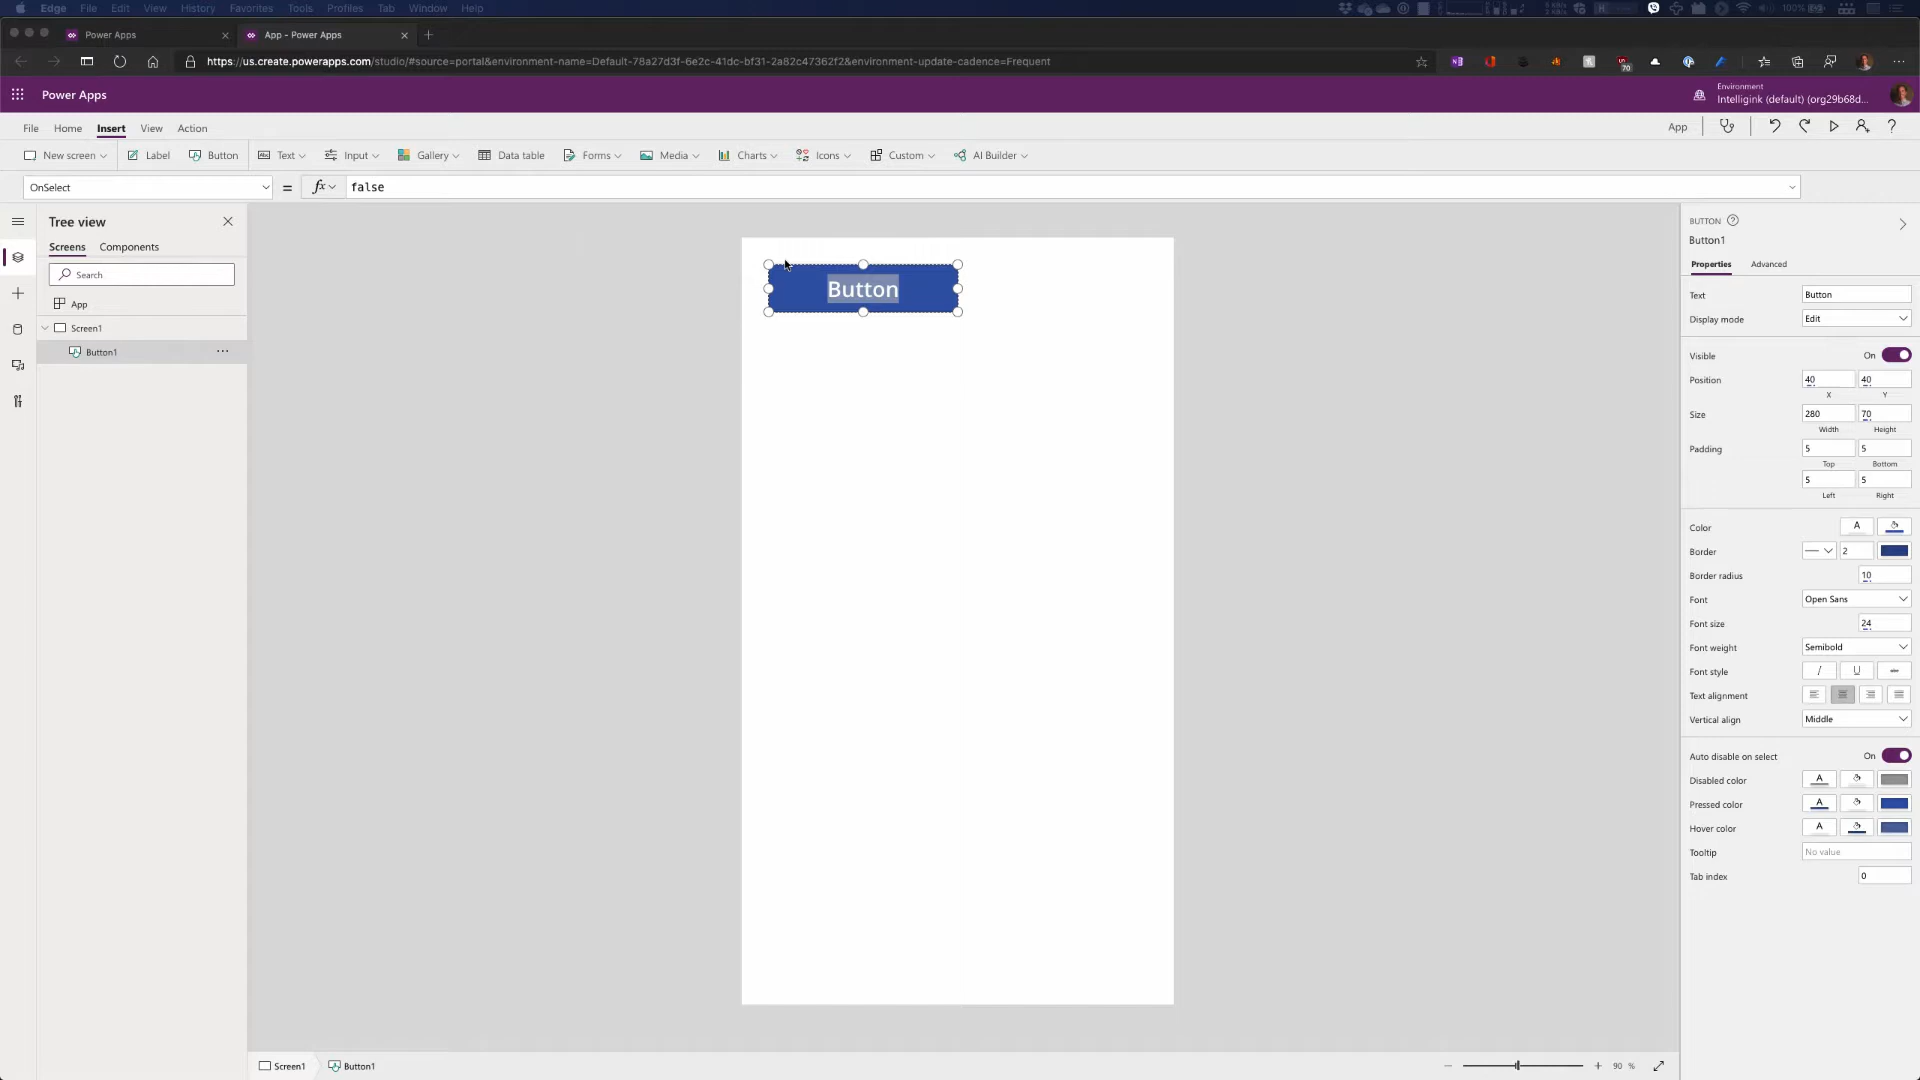 Edge File Edit View History Favorites Tools Profiles Tab Window Help 100%
Power Apps
App - Power Apps
https://us.create.powerapps.com/studio/#source=portal&environment-name=Default-78a27d3f-6e2c-41dc-bf31-2a82c47362f2&environment-update-cadence=Frequent
70
Power Apps
Environment
Intelligink (default) (org29b68d...
File Home Insert View Action
App
New screen Label Button Text Input Gallery Data table Forms Media Charts Icons Custom AI Builder
OnSelect = fx false
Tree view
Screens Components
Search
App
Screen1
Button1 ...
Button
BUTTON
Button1
Properties Advanced
Text Button
Display mode Edit
Visible On
Position 40 40
X Y
Size 280 70
Width Height
Padding 5 5
Top Bottom
5 5
Left Right
Color A
Border 2
Border radius 10
Font Open Sans
Font size 24
Font weight Semibold
Font style / U abc
Text alignment
Vertical align Middle
Auto disable on select On
Disabled color A
Pressed color A
Hover color A
Tooltip No value
Tab index 0
Screen1 Button1
90 %